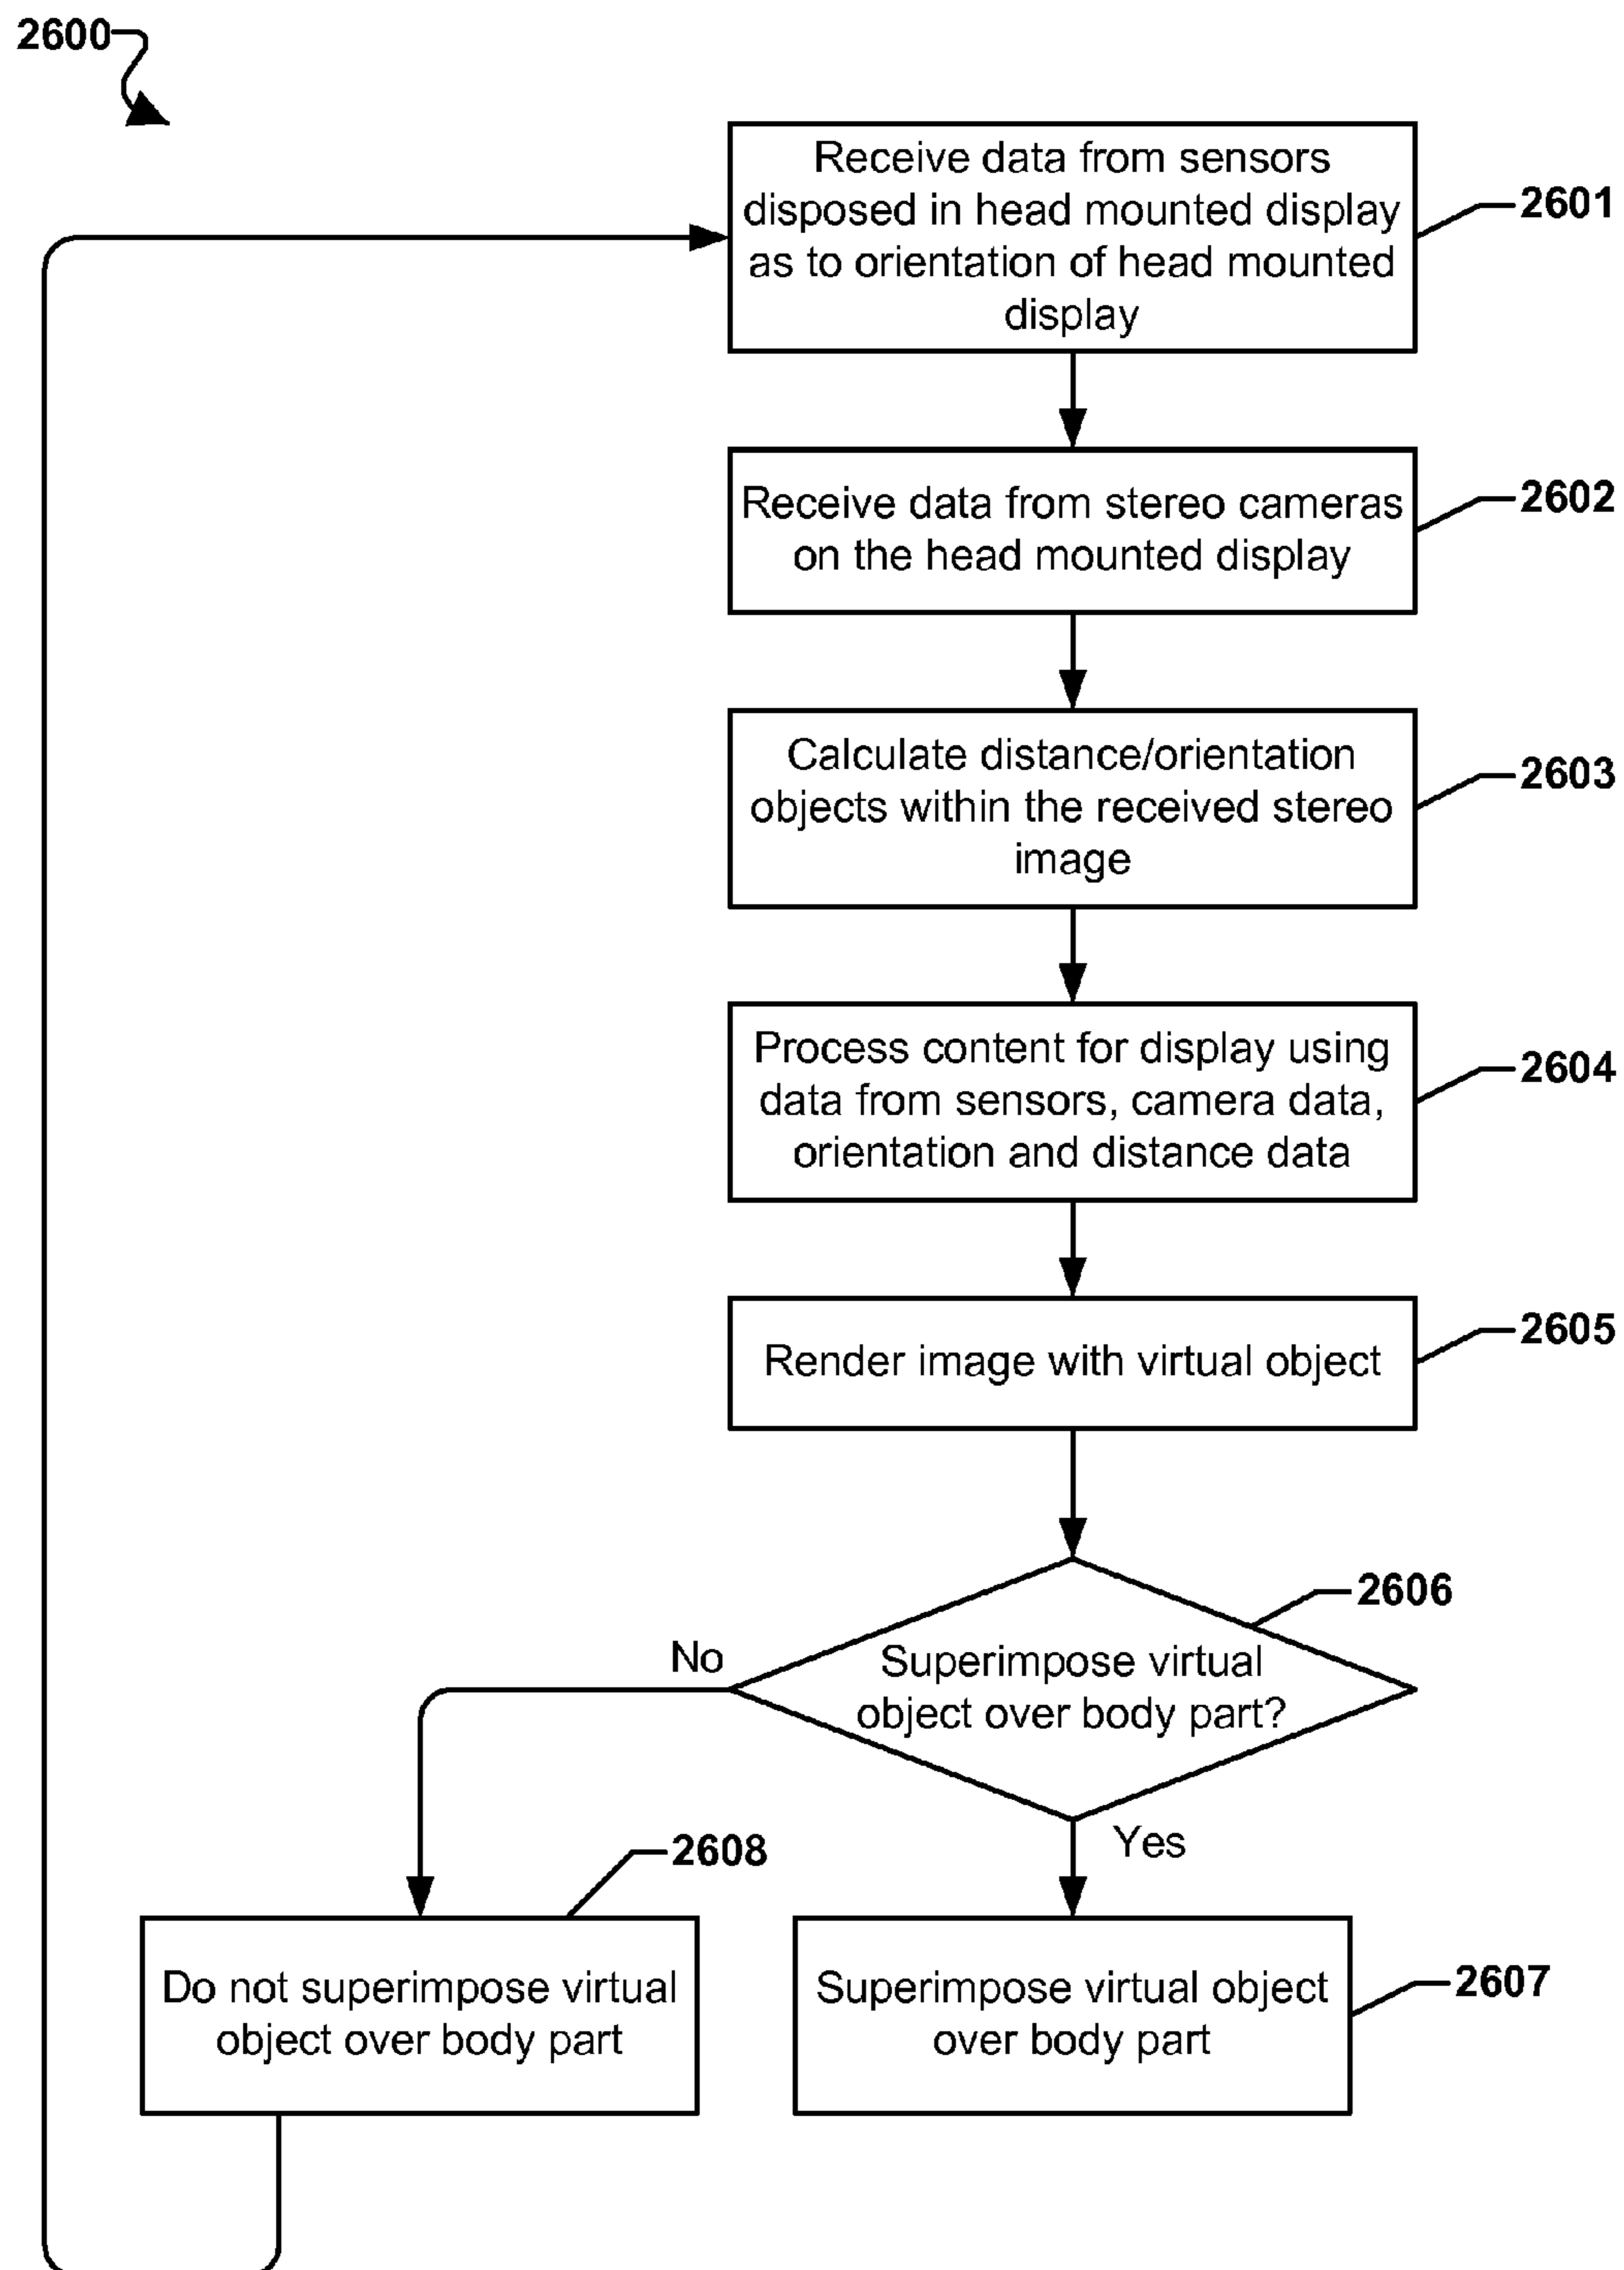 2600
Receive data from sensors
disposed in head mounted display
as to orientation of head mounted
display
2601
Receive data from stereo cameras
on the head mounted display
2602
Calculate distance/orientation
objects within the received stereo
image
2603
Process content for display using
data from sensors, camera data,
orientation and distance data
2604
Render image with virtual object
2605
Superimpose virtual
object over body part?
2606
No
Yes
Do not superimpose virtual
object over body part
2608
Superimpose virtual object
over body part
2607